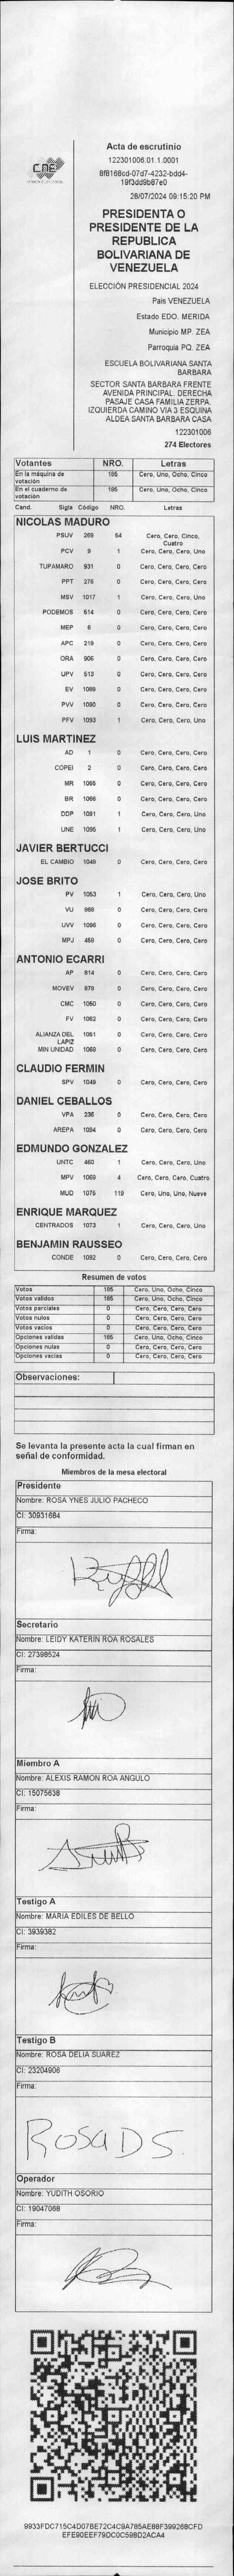 Acta de escrutinio
CNE
122301006.01.1.0001
8f8168cd-07d7-4232-bdd4-
19f3dd9b87e0
28/07/2024 09:15:20 PM
PRESIDENTA O
PRESIDENTE DE LA
REPUBLICA
BOLIVARIANA DE
VENEZUELA
ELECCIÓN PRESIDENCIAL 2024
Pais VENEZUELA
Estado EDO. MERIDA
Municipio MP. ZEA
Parroquia PQ. ZEA
ESCUELA BOLIVARIANA SANTA
BARBARA
SECTOR SANTA BARBARA FRENTE
AVENIDA PRINCIPAL. DERECHA
PASAJE CASA FAMILIA ZERPA.
IZQUIERDA CAMINO VIA 3 ESQUINA
ALDEA SANTA BARBARA CASA
122301006
274 Electores
Votantes NRO. Letras
En la máquina de votación 185 Cero, Uno, Ocho, Cinco
En el cuaderno de votación 185 Cero, Uno, Ocho, Cinco
Cand. Sigla Código NRO. Letras
NICOLAS MADURO
PSUV 269 54 Cero, Cero, Cinco, Cuatro
PCV 9 1 Cero, Cero, Cero, Uno
TUPAMARO 931 0 Cero, Cero, Cero, Cero
PPT 276 0 Cero, Cero, Cero, Cero
MSV 1017 1 Cero, Cero, Cero, Uno
PODEMOS 514 0 Cero, Cero, Cero, Cero
MEP 6 0 Cero, Cero, Cero, Cero
APC 219 0 Cero, Cero, Cero, Cero
ORA 906 0 Cero, Cero, Cero, Cero
UPV 513 0 Cero, Cero, Cero, Cero
EV 1089 0 Cero, Cero, Cero, Cero
PVV 1090 0 Cero, Cero, Cero, Cero
PFV 1093 1 Cero, Cero, Cero, Uno
LUIS MARTINEZ
AD 1 0 Cero, Cero, Cero, Cero
COPEI 2 0 Cero, Cero, Cero, Cero
MR 1065 0 Cero, Cero, Cero, Cero
BR 1066 0 Cero, Cero, Cero, Cero
DDP 1091 1 Cero, Cero, Cero, Uno
UNE 1095 1 Cero, Cero, Cero, Uno
JAVIER BERTUCCI
EL CAMBIO 1048 0 Cero, Cero, Cero, Cero
JOSE BRITO
PV 1053 1 Cero, Cero, Cero, Uno
VU 968 0 Cero, Cero, Cero, Cero
UVV 1096 0 Cero, Cero, Cero, Cero
MPJ 458 0 Cero, Cero, Cero, Cero
ANTONIO ECARRI
AP 814 0 Cero, Cero, Cero, Cero
MOVEV 979 0 Cero, Cero, Cero, Cero
CMC 1050 0 Cero, Cero, Cero, Cero
FV 1062 0 Cero, Cero, Cero, Cero
ALIANZA DEL LAPIZ 1051 0 Cero, Cero, Cero, Cero
MIN UNIDAD 1068 0 Cero, Cero, Cero, Cero
CLAUDIO FERMIN
SPV 1049 0 Cero, Cero, Cero, Cero
DANIEL CEBALLOS
VPA 236 0 Cero, Cero, Cero, Cero
AREPA 1094 0 Cero, Cero, Cero, Cero
EDMUNDO GONZALEZ
UNTC 460 1 Cero, Cero, Cero, Uno
MPV 1069 4 Cero, Cero, Cero, Cuatro
MUD 1075 119 Cero, Uno, Uno, Nueve
ENRIQUE MARQUEZ
CENTRADOS 1073 1 Cero, Cero, Cero, Uno
BENJAMIN RAUSSEO
CONDE 1092 0 Cero, Cero, Cero, Cero
Resumen de votos
Votos 185 Cero, Uno, Ocho, Cinco
Votos validos 185 Cero, Uno, Ocho, Cinco
Votos parciales 0 Cero, Cero, Cero, Cero
Votos nulos 0 Cero, Cero, Cero, Cero
Votos vacios 0 Cero, Cero, Cero, Cero
Opciones validas 185 Cero, Uno, Ocho, Cinco
Opciones nulas 0 Cero, Cero, Cero, Cero
Opciones vacias 0 Cero, Cero, Cero, Cero
Observaciones:
Se levanta la presente acta la cual firman en
señal de conformidad.
Miembros de la mesa electoral
Presidente
Nombre: ROSA YNES JULIO PACHECO
CI: 30931684
Firma:
Secretario
Nombre: LEIDY KATERIN ROA ROSALES
CI: 27398524
Firma:
Miembro A
Nombre: ALEXIS RAMON ROA ANGULO
CI: 15075638
Firma:
Testigo A
Nombre: MARIA EDILES DE BELLO
CI: 3939382
Firma:
Testigo B
Nombre: ROSA DELIA SUAREZ
CI: 23204906
Firma:
Rosa D S.
Operador
Nombre: YUDITH OSORIO
CI: 19047068
Firma:
9933FDC715C4D07BE72C4C9A785AE88F399268CFD
EFE90EEF79DC0C598D2ACA4